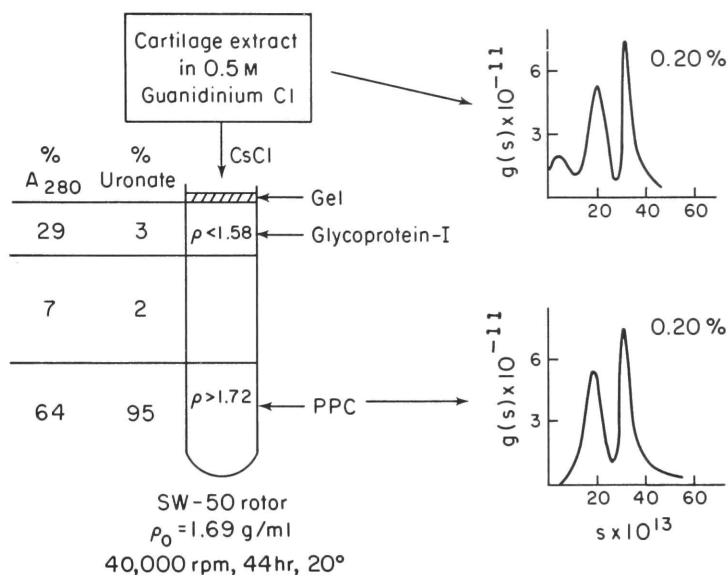 Cartilage extract
in 0.5 M
Guanidinium Cl
CsCl
% %
A280 Uronate
Gel
29 3 ρ<1.58 Glycoprotein-I
7 2
64 95 ρ>1.72 PPC
SW-50 rotor
ρ0 = 1.69 g/ml
40,000 rpm, 44 hr, 20°
0.20%
g(s) x 10^-11
6
3
20 40 60
0.20%
g(s) x 10^-11
6
3
20 40 60
s x 10^13